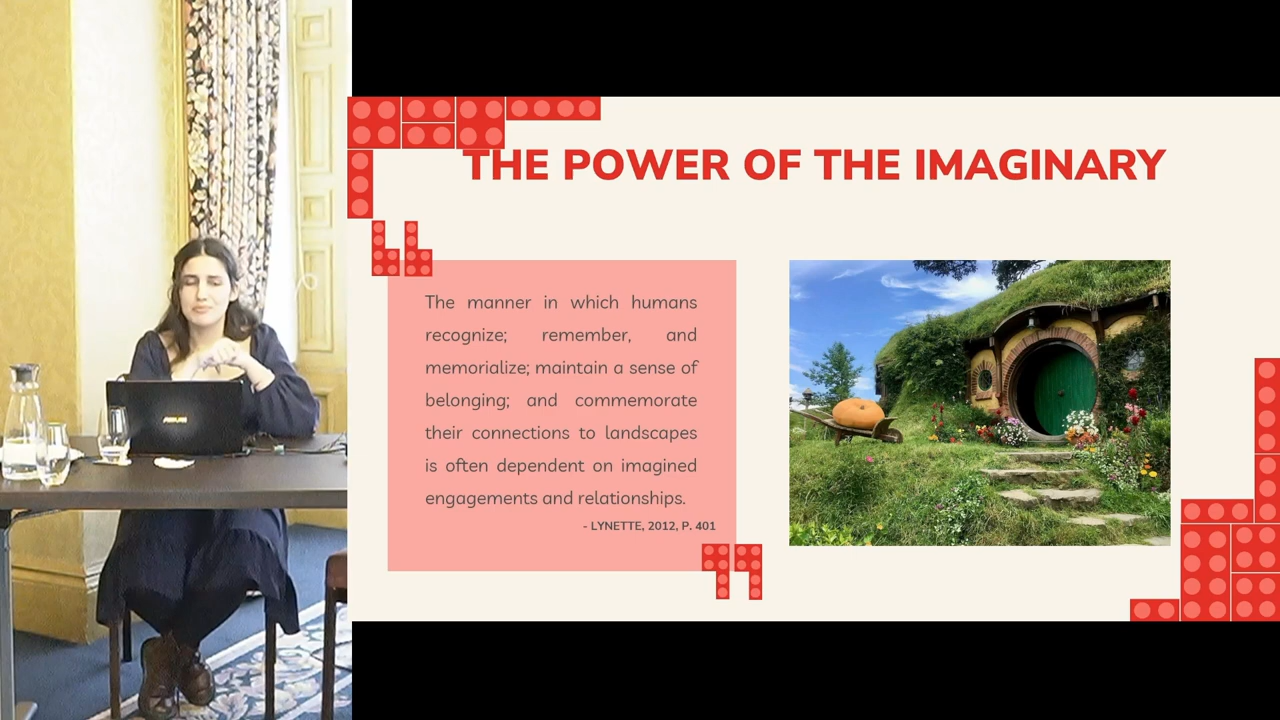 THE POWER OF THE IMAGINARY
The manner in which humans
recognize; remember, and
memorialize; maintain a sense of
belonging; and commemorate
their connections to landscapes
is often dependent on imagined
engagements and relationships.
- LYNETTE, 2012, P. 401
ASUS